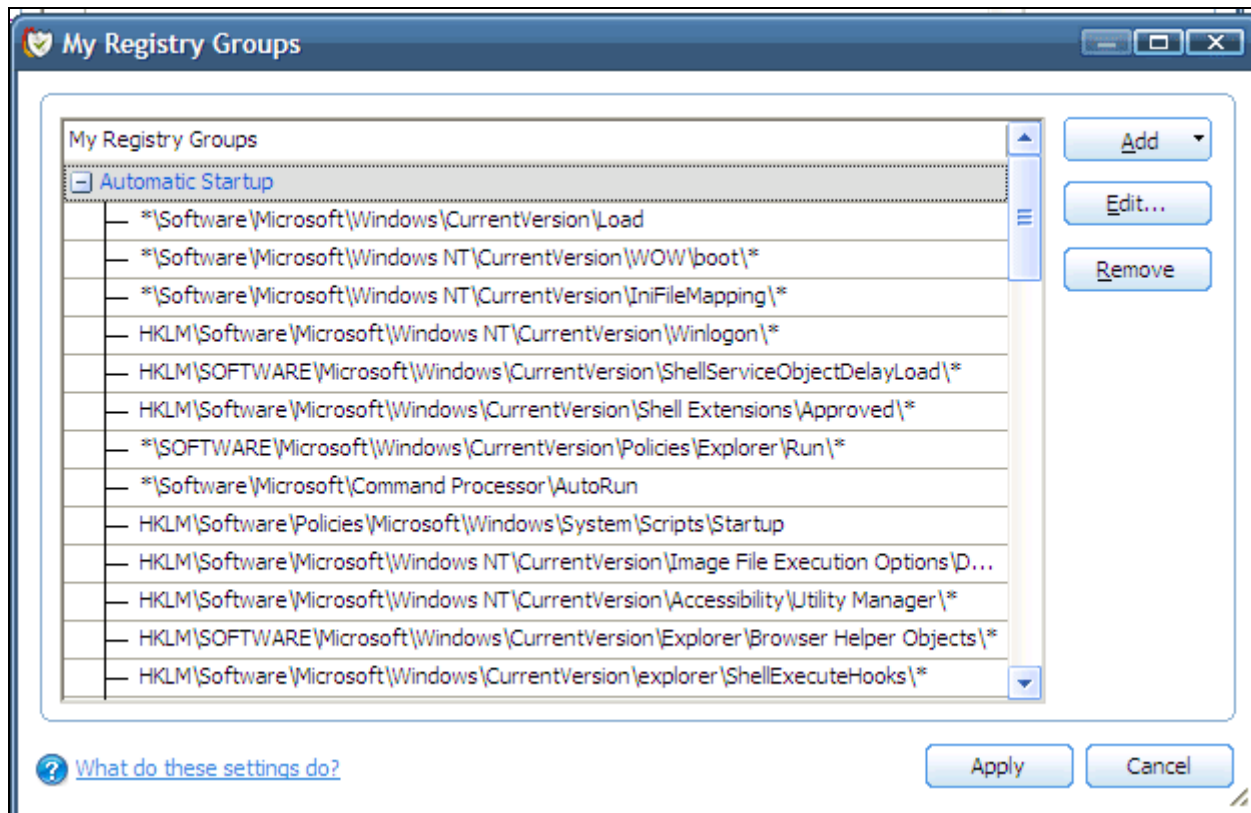 My Registry Groups
My Registry Groups
Automatic Startup
*\Software\Microsoft\Windows\CurrentVersion\Load
*\Software\Microsoft\Windows NT\CurrentVersion\WOW\boot\*
*\Software\Microsoft\Windows NT\CurrentVersion\IniFileMapping\*
HKLM\Software\Microsoft\Windows NT\CurrentVersion\Winlogon\*
HKLM\SOFTWARE\Microsoft\Windows\CurrentVersion\ShellServiceObjectDelayLoad\*
HKLM\Software\Microsoft\Windows\CurrentVersion\Shell Extensions\Approved\*
*\SOFTWARE\Microsoft\Windows\CurrentVersion\Policies\Explorer\Run\*
*\Software\Microsoft\Command Processor\AutoRun
HKLM\Software\Policies\Microsoft\Windows\System\Scripts\Startup
HKLM\Software\Microsoft\Windows NT\CurrentVersion\Image File Execution Options\D...
HKLM\Software\Microsoft\Windows NT\CurrentVersion\Accessibility\Utility Manager\*
HKLM\SOFTWARE\Microsoft\Windows\CurrentVersion\Explorer\Browser Helper Objects\*
HKLM\Software\Microsoft\Windows\CurrentVersion\explorer\ShellExecuteHooks\*
Add
Edit...
Remove
What do these settings do?
Apply
Cancel